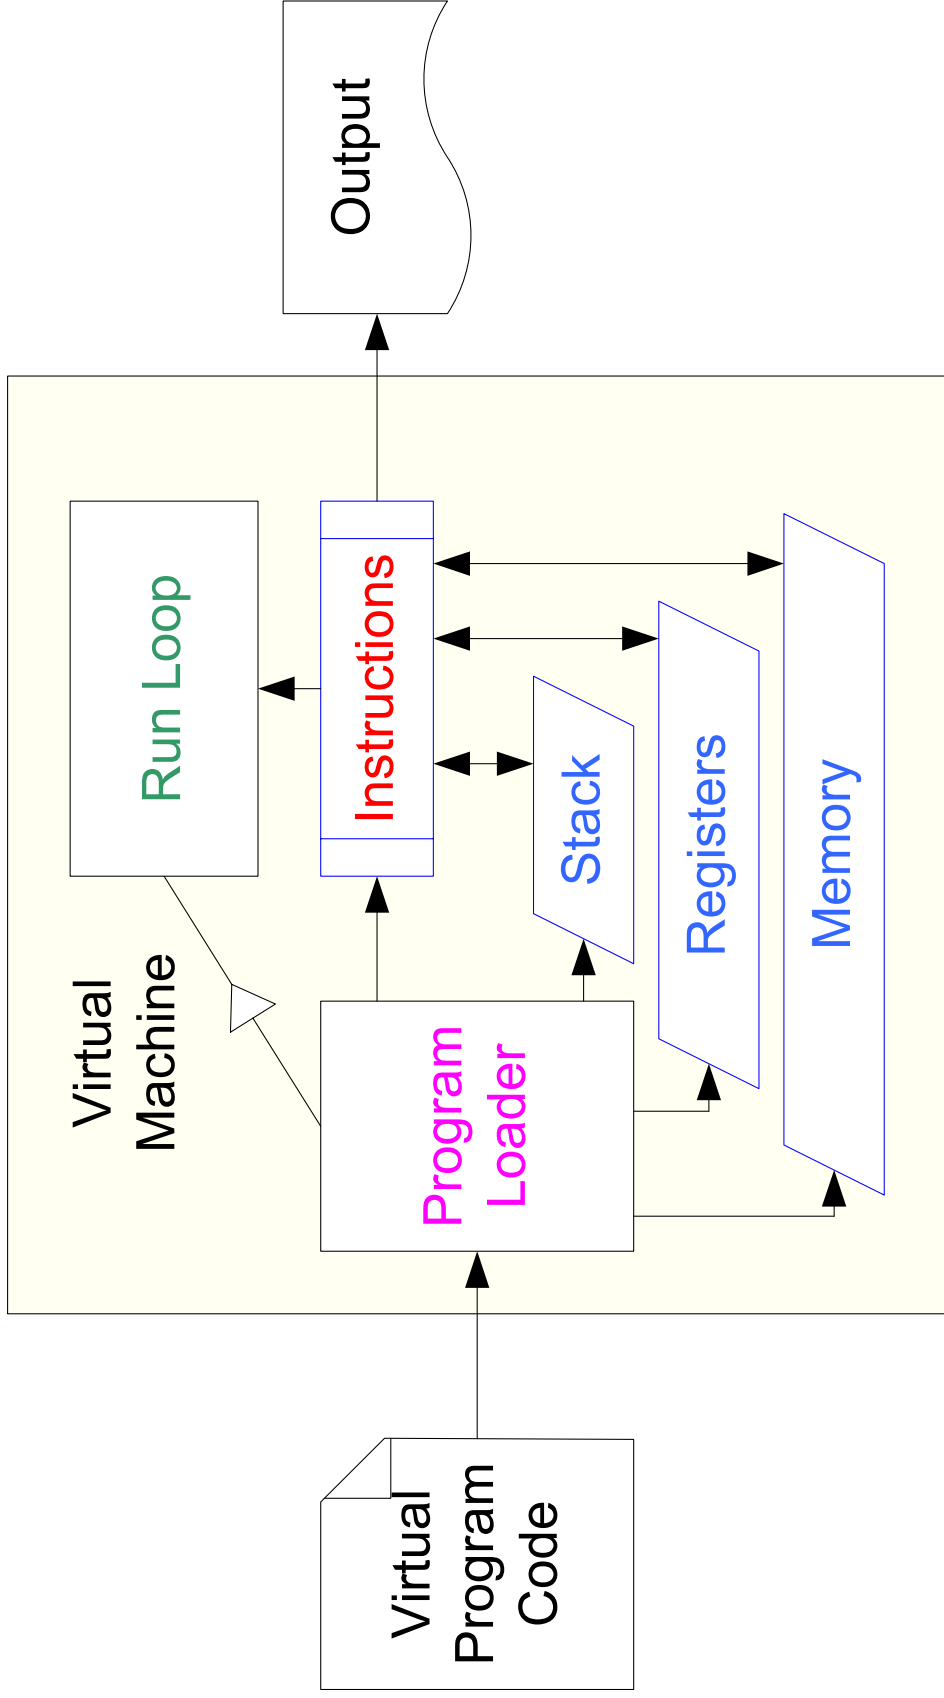 Virtual
Machine
Run Loop
Virtual
Program
Code
Program
Loader
Instructions
Output
Stack
Registers
Memory